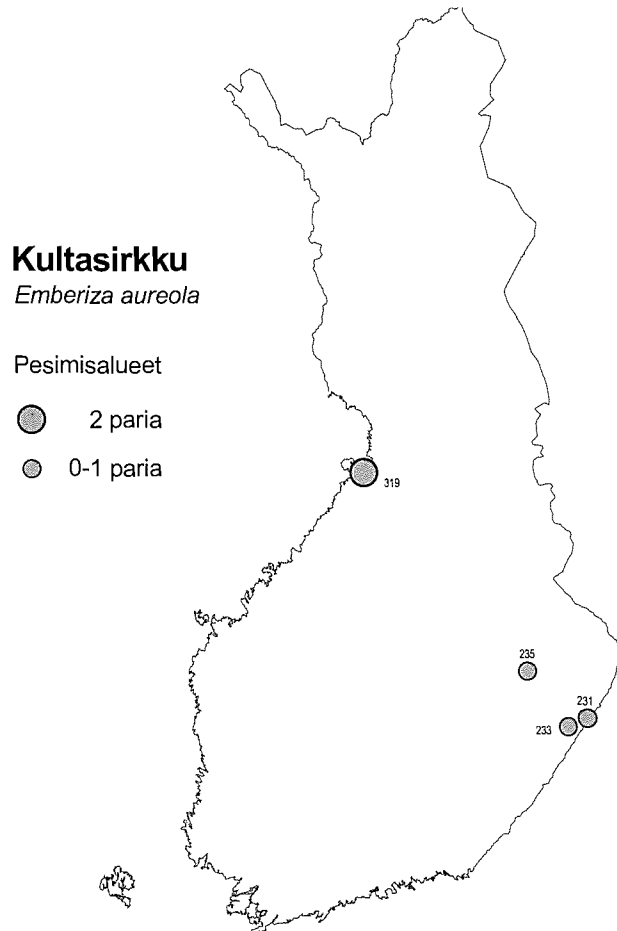 Kultasirkku
Emberiza aureola
Pesimisalueet
2 paria
0-1 paria
319
235
231
233